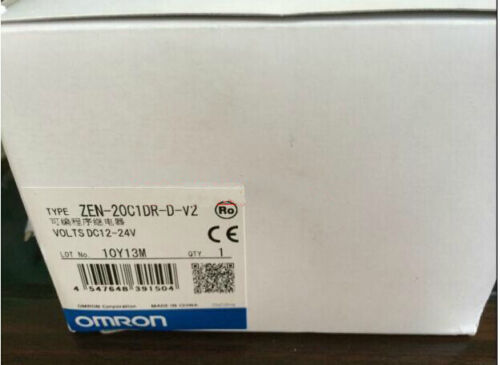 TYPE ZEN-20C1DR-D-V2 Ro
可编程序继电器
VOLTS DC12-24V CE
LOT No. 10Y13M QTY 1
4 547648 391504
OMRON Corporation MADE IN CHINA
OMRON